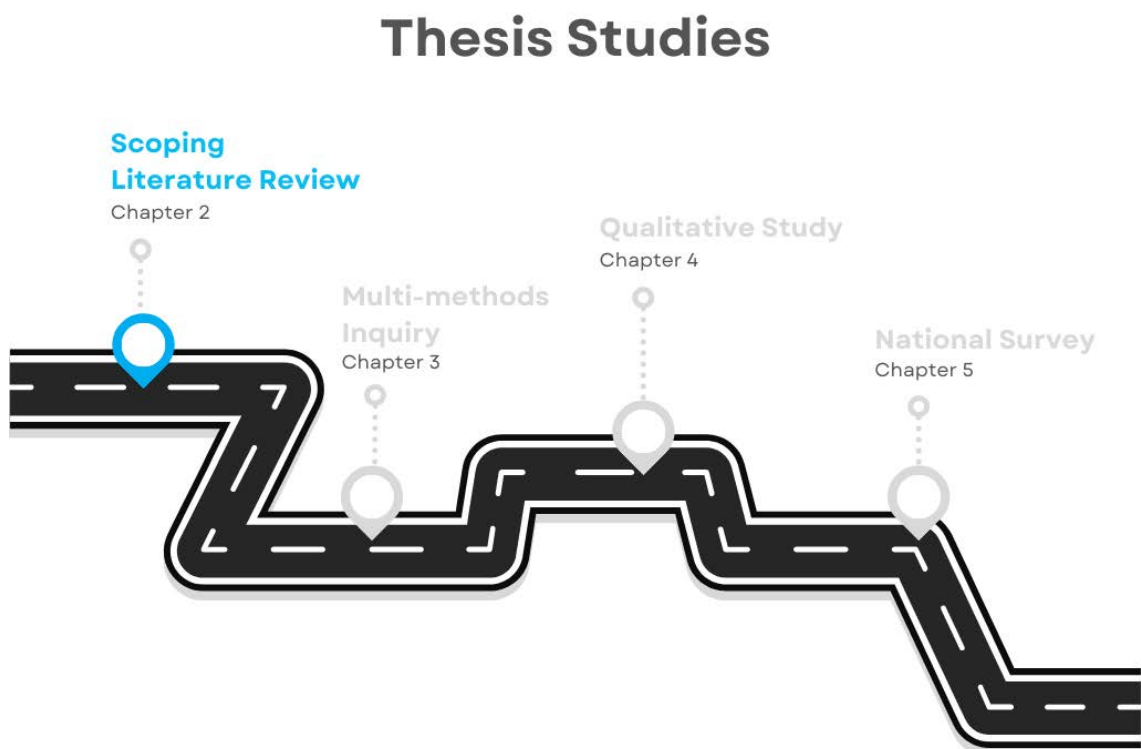 Thesis Studies
Scoping
Literature Review
Chapter 2
Multi-methods
Inquiry
Chapter 3
Qualitative Study
Chapter 4
National Survey
Chapter 5